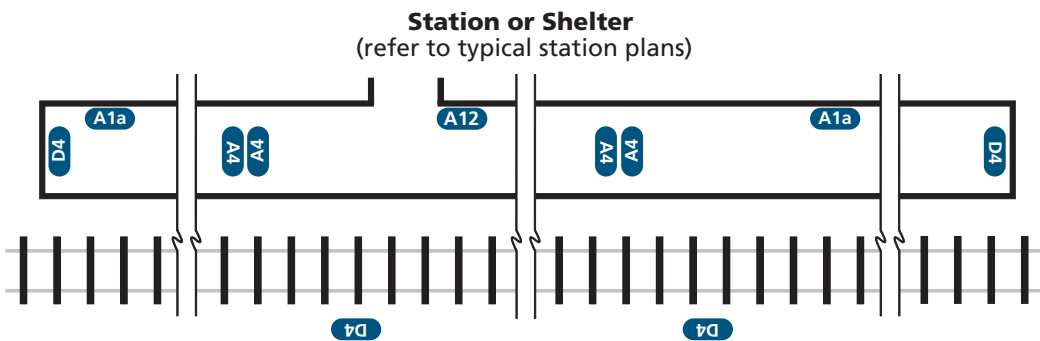 Station or Shelter
(refer to typical station plans)
A1a
A12
A1a
D4
A4
A4
A4
A4
D4
D4
D4